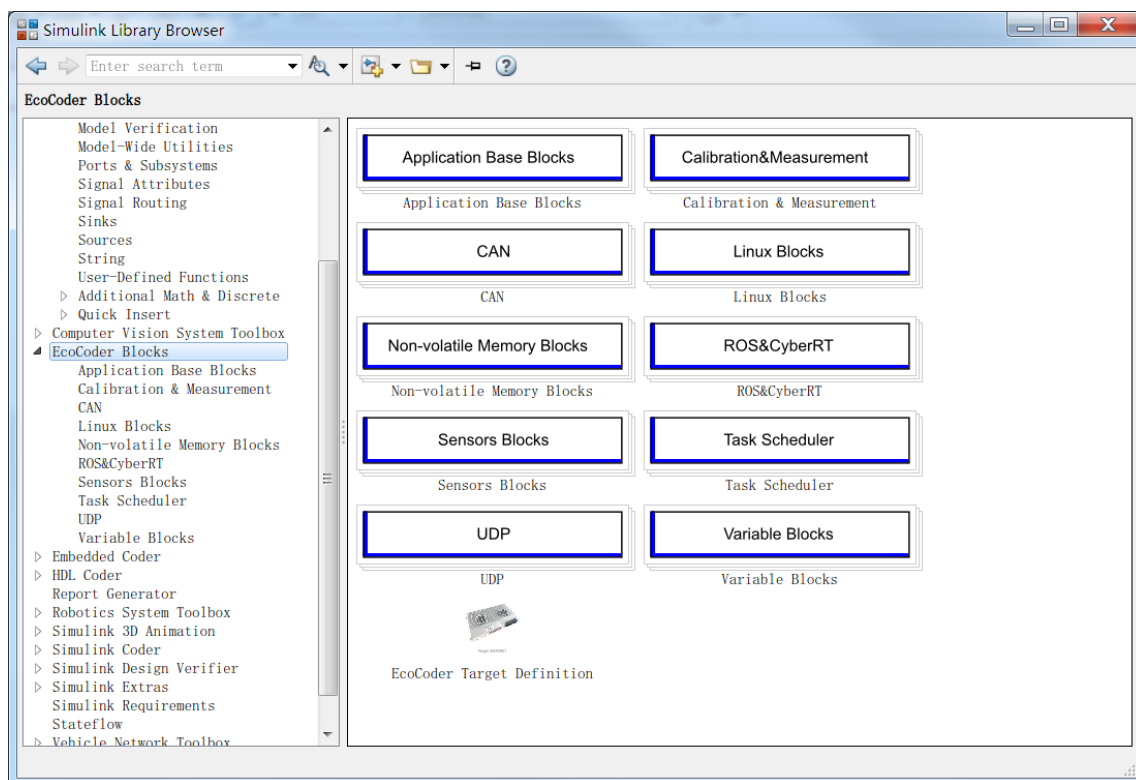 Simulink Library Browser
Enter search term
EcoCoder Blocks
Model Verification
Model-Wide Utilities
Ports & Subsystems
Signal Attributes
Signal Routing
Sinks
Sources
String
User-Defined Functions
Additional Math & Discrete
Quick Insert
Computer Vision System Toolbox
EcoCoder Blocks
Application Base Blocks
Calibration & Measurement
CAN
Linux Blocks
Non-volatile Memory Blocks
ROS&CyberRT
Sensors Blocks
Task Scheduler
UDP
Variable Blocks
Embedded Coder
HDL Coder
Report Generator
Robotics System Toolbox
Simulink 3D Animation
Simulink Coder
Simulink Design Verifier
Simulink Extras
Simulink Requirements
Stateflow
Vehicle Network Toolbox
Application Base Blocks
Calibration&Measurement
Application Base Blocks
Calibration & Measurement
CAN
Linux Blocks
CAN
Linux Blocks
Non-volatile Memory Blocks
ROS&CyberRT
Non-volatile Memory Blocks
ROS&CyberRT
Sensors Blocks
Task Scheduler
Sensors Blocks
Task Scheduler
UDP
Variable Blocks
UDP
Variable Blocks
EcoCoder Target Definition